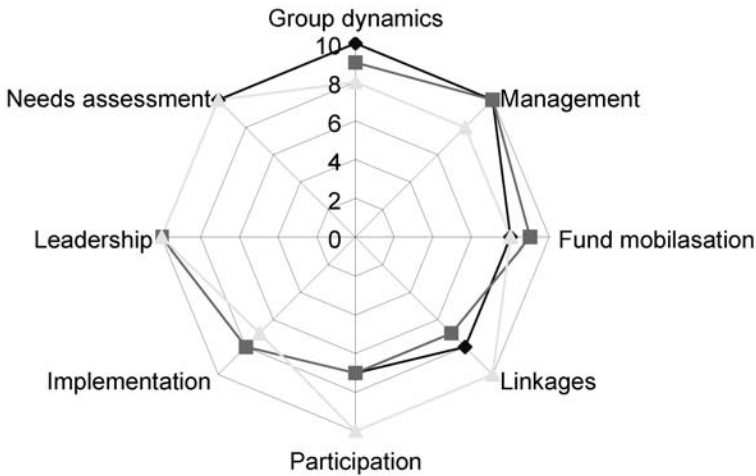 Group dynamics
10
Needs assessment
8
Management
6
4
2
Leadership
0
Fund mobilasation
Implementation
Linkages
Participation